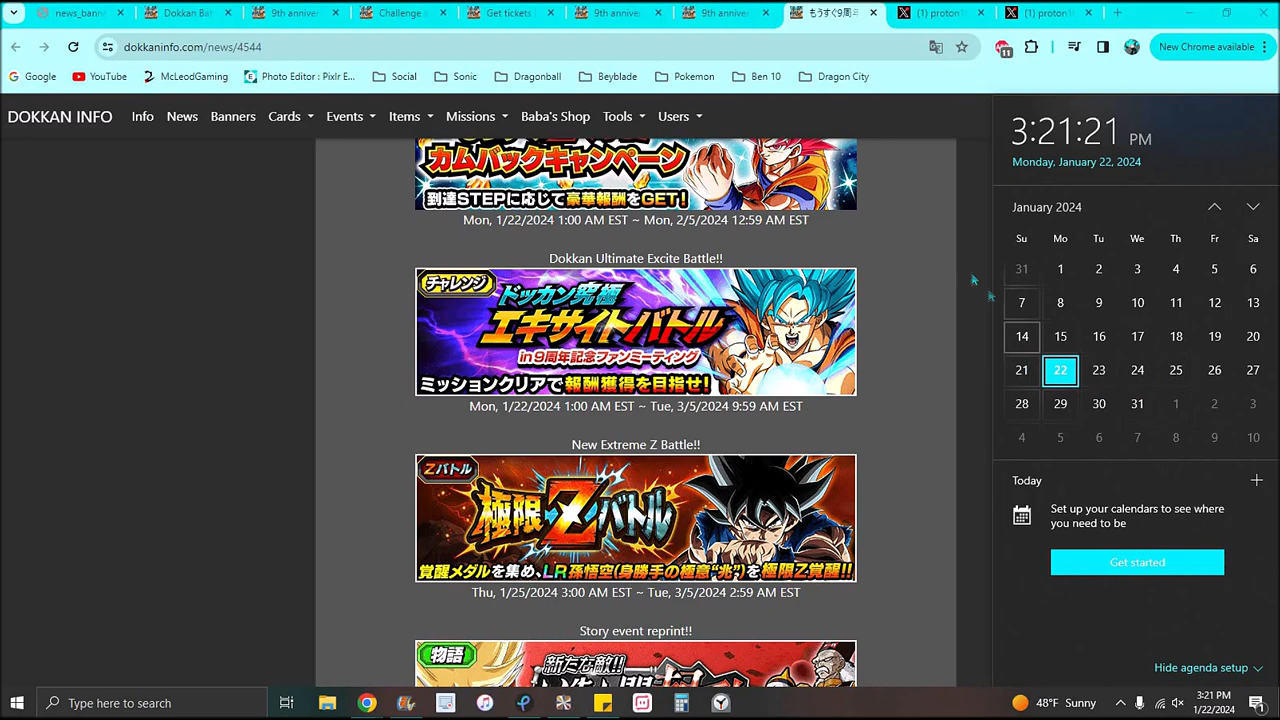 news_bann
Dokkan Bat
9th anniver
Challenge a
Get tickets
9th anniver
9th anniver
もうすぐ9周年
(1) proton1
(1) proton1
dokkaninfo.com/news/4544
11
New Chrome available
Google
YouTube
McLeodGaming
Photo Editor : Pixlr E...
Social
Sonic
Dragonball
Beyblade
Pokemon
Ben 10
Dragon City
DOKKAN INFO
Info
News
Banners
Cards
Events
Items
Missions
Baba's Shop
Tools
Users
カムバックキャンペーン
到達STEPに応じて豪華報酬をGET!
Mon, 1/22/2024 1:00 AM EST ~ Mon, 2/5/2024 12:59 AM EST
Dokkan Ultimate Excite Battle!!
チャレンジ
ドッカン究極
エキサイトバトル
in 9周年記念ファンミーティング
ミッションクリアで報酬獲得を目指せ!
Mon, 1/22/2024 1:00 AM EST ~ Tue, 3/5/2024 9:59 AM EST
New Extreme Z Battle!!
Zバトル
極限Zバトル
覚醒メダルを集め、LR孫悟空(身勝手の極意"兆")を極限Z覚醒!!
Thu, 1/25/2024 3:00 AM EST ~ Tue, 3/5/2024 2:59 AM EST
Story event reprint!!
物語
新たな敵!!
3:21:21 PM
Monday, January 22, 2024
January 2024
Su Mo Tu We Th Fr Sa
31 1 2 3 4 5 6
7 8 9 10 11 12 13
14 15 16 17 18 19 20
21 22 23 24 25 26 27
28 29 30 31 1 2 3
4 5 6 7 8 9 10
Today
Set up your calendars to see where
you need to be
Get started
Hide agenda setup
Type here to search
48°F Sunny
3:21 PM
1/22/2024